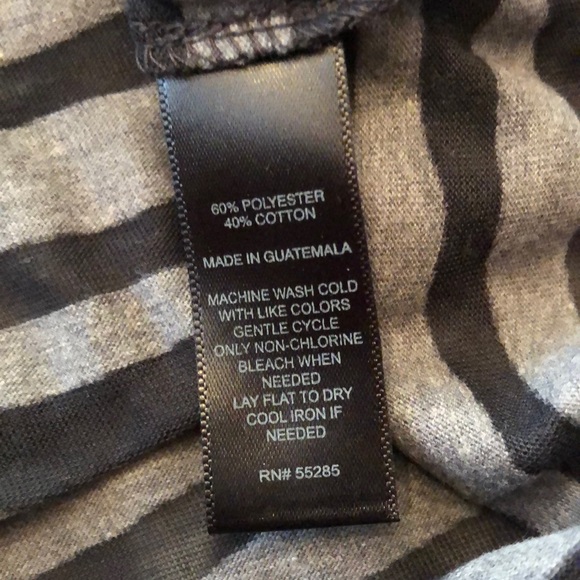 60% POLYESTER
40% COTTON
MADE IN GUATEMALA
MACHINE WASH COLD
WITH LIKE COLORS
GENTLE CYCLE
ONLY NON-CHLORINE
BLEACH WHEN
NEEDED
LAY FLAT TO DRY
COOL IRON IF
NEEDED
RN# 55285